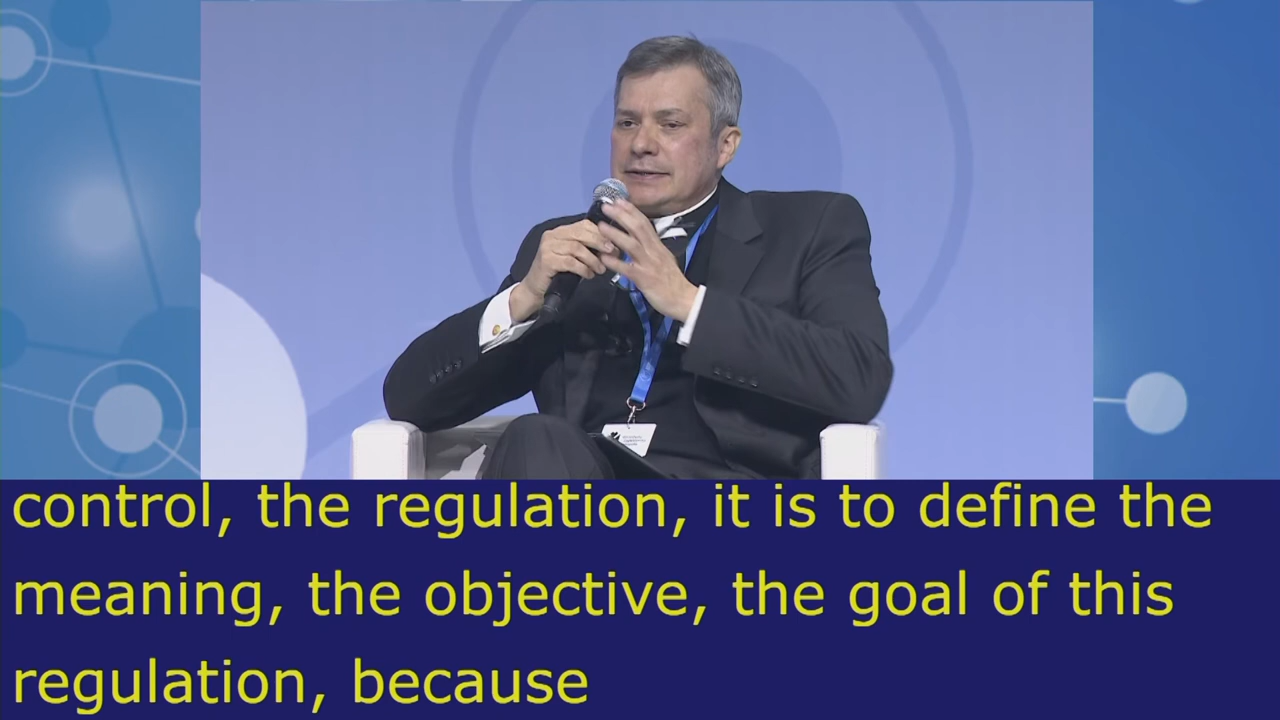 control, the regulation, it is to define the
meaning, the objective, the goal of this
regulation, because